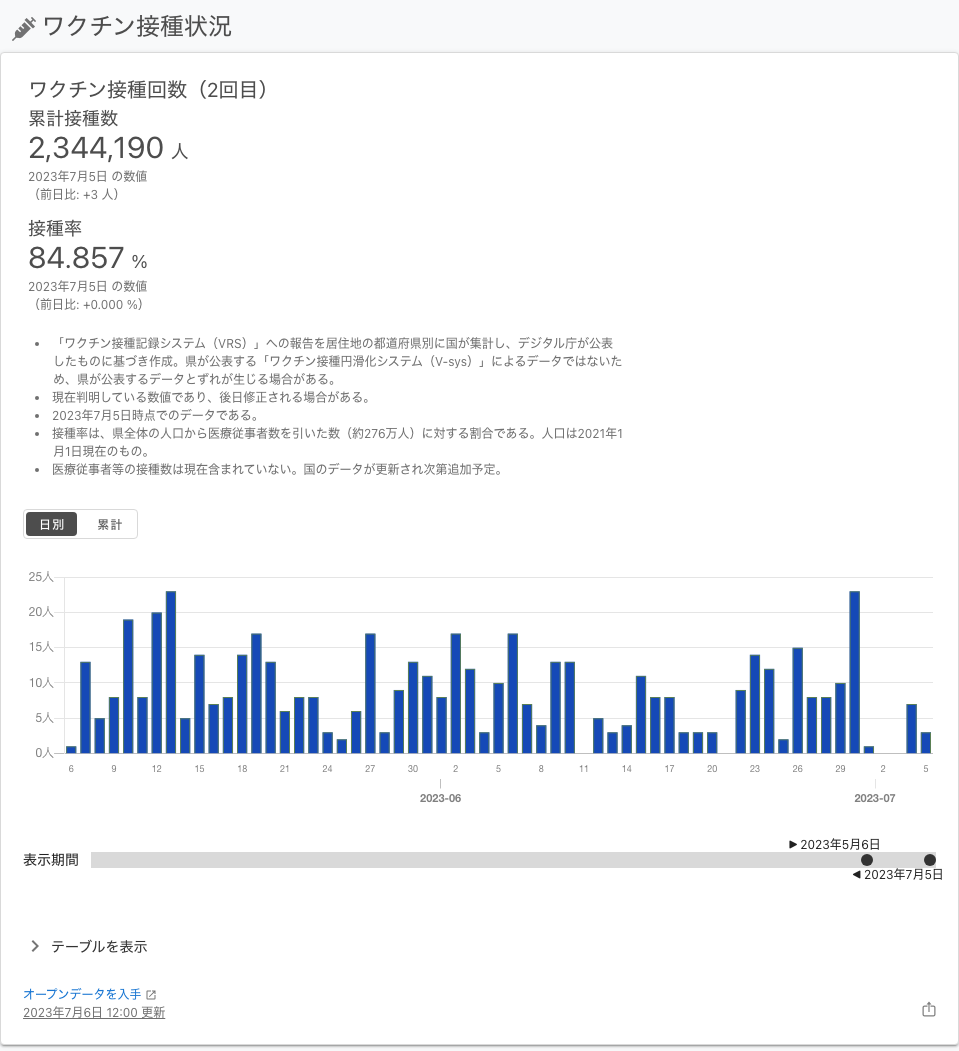 ワクチン接種状況
ワクチン接種回数（2回目）
累計接種数
2,344,190 人
2023年7月5日 の数値
（前日比: +3 人）
接種率
84.857 %
2023年7月5日 の数値
（前日比: +0.000 %）
• 「ワクチン接種記録システム（VRS）」への報告を居住地の都道府県別に国が集計し、デジタル庁が公表
したものに基づき作成。県が公表する「ワクチン接種円滑化システム（V-sys）」によるデータではないた
め、県が公表するデータとずれが生じる場合がある。
• 現在判明している数値であり、後日修正される場合がある。
• 2023年7月5日時点でのデータである。
• 接種率は、県全体の人口から医療従事者数を引いた数（約276万人）に対する割合である。人口は2021年1
月1日現在のもの。
• 医療従事者等の接種数は現在含まれていない。国のデータが更新され次第追加予定。
日別 累計
25人
20人
15人
10人
5人
0人
6 9 12 15 18 21 24 27 30 2 5 8 11 14 17 20 23 26 29 2 5
2023-06 2023-07
▶ 2023年5月6日
表示期間
◀ 2023年7月5日
テーブルを表示
オープンデータを入手
2023年7月6日 12:00 更新